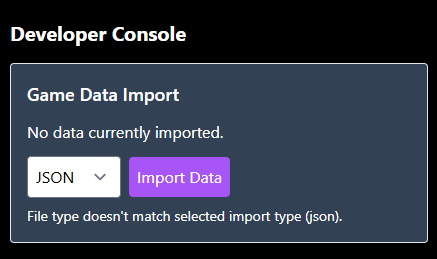 Developer Console
Game Data Import
No data currently imported.
JSON
Import Data
File type doesn't match selected import type (json).